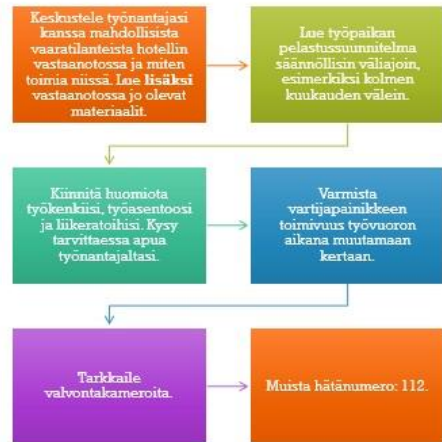 Keskustele työnantajasi
kanssa mahdollisista
vaaratilanteista hotellin
vastaanotossa ja miten
toimia niissä. Lue lisäksi
vastaanotossa jo olevat
materiaalit.
Lue työpaikan
pelastussuunnitelma
säännöllisin väliajoin,
esimerkiksi kolmen
kuukauden välein.
Kiinnitä huomiota
työkenkiisi, työasentoosi
ja liikeratoihisi. Kysy
tarvittaessa apua
työnantajaltasi.
Varmista
vartijapainikkeen
toimivuus työvuoron
aikana muutamaan
kertaan.
Tarkkaile
valvontakameroita.
Muista hätänumero: 112.